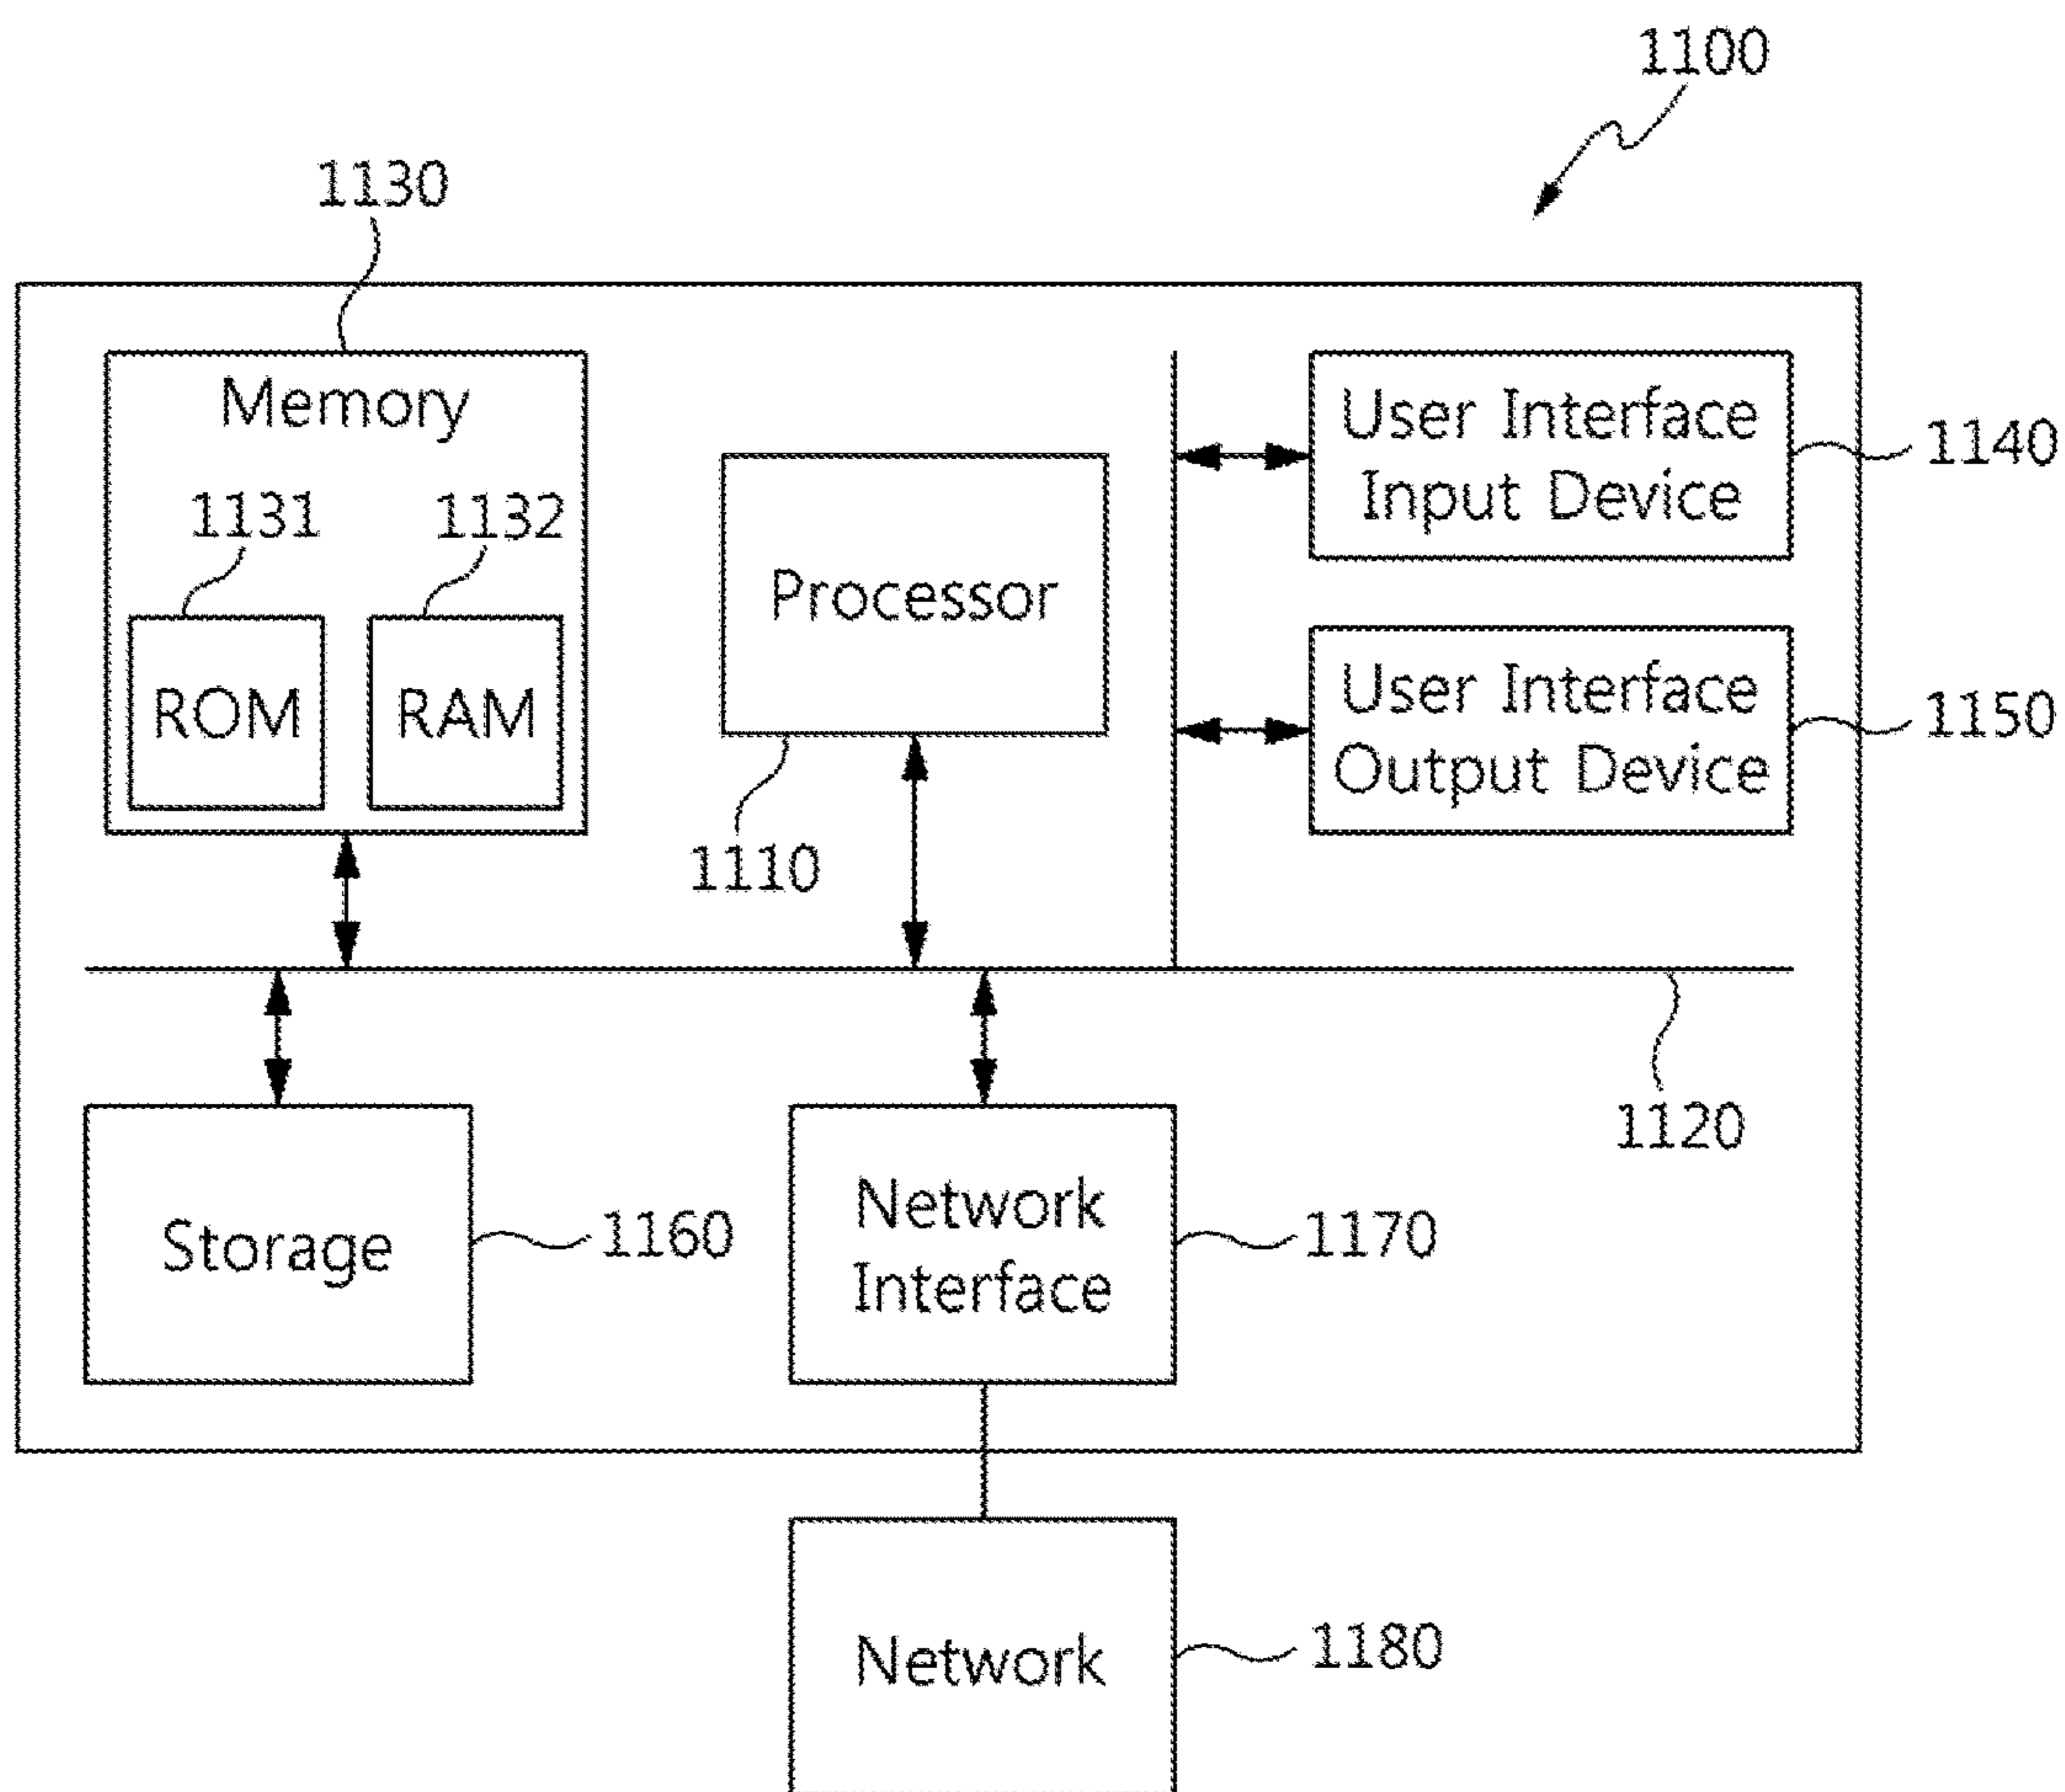 1100
1130
Memory
1131
1132
ROM
RAM
Processor
1110
User Interface
Input Device
1140
User Interface
Output Device
1150
1120
Storage
1160
Network
Interface
1170
Network
1180